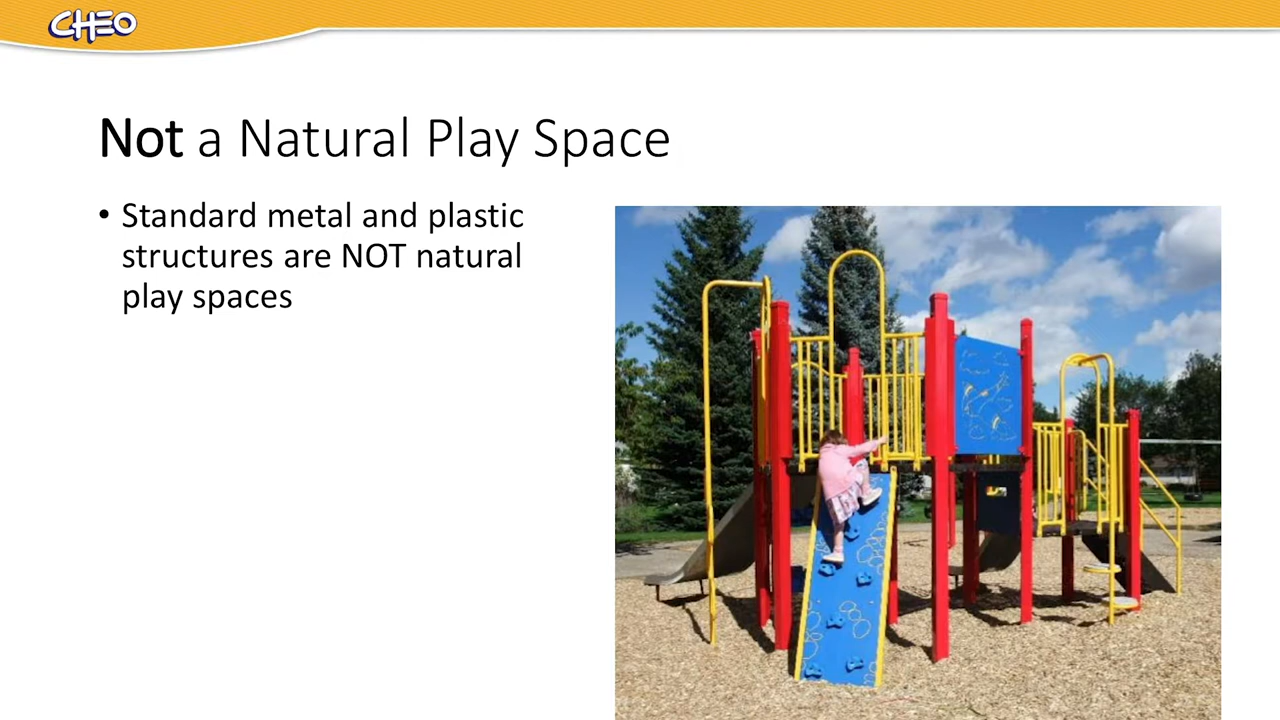 CHEO
Not a Natural Play Space
• Standard metal and plastic
structures are NOT natural
play spaces